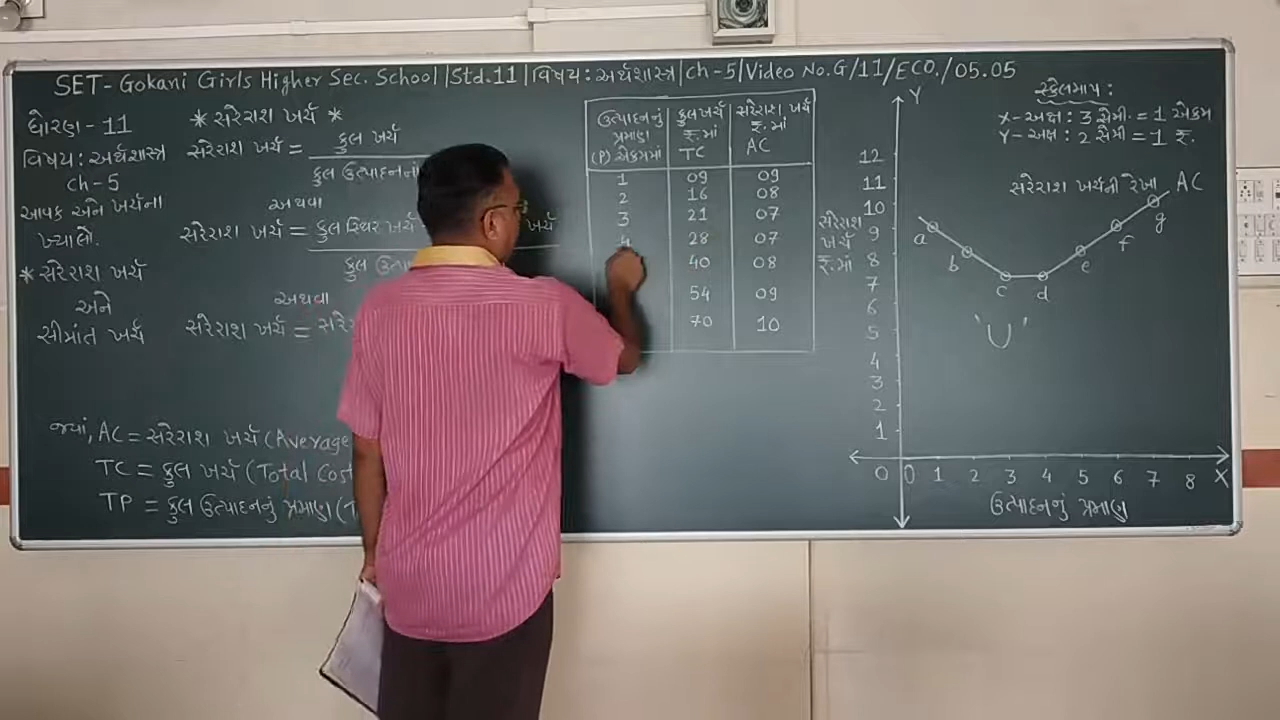 SET- Gokani Girls Higher Sec. School | Std.11 | વિષય: અર્થશાસ્ત્ર | Ch-5 | Video No. G/11/ECO./05.05
ધોરણ - 11
વિષય: અર્થશાસ્ત્ર
Ch-5
આવક અને ખર્ચના
ખ્યાલો.
* સરેરાશ ખર્ચ
અને
સીમાંત ખર્ચ
* સરેરાશ ખર્ચ *
સરેરાશ ખર્ચ = કુલ ખર્ચ
કુલ ઉત્પાદનનાં
અથવા
સરેરાશ ખર્ચ = કુલ સ્થિર ખર્ચ ખર્ચ
કુલ
અથવા
સરેરાશ ખર્ચ =
જ્યાં, AC = સરેરાશ ખર્ચ (Average
TC = કુલ ખર્ચ (Total Cost
TP = કુલ ઉત્પાદનનું પ્રમાણ (
ઉત્પાદનનું પ્રમાણ (P) એકમમાં | કુલ ખર્ચ રૂ. માં TC | સરેરાશ ખર્ચ રૂ. માં AC
1 09 09
2 16 08
3 21 07
4 28 07
40 08
54 09
70 10
સ્કેલમાપ:
X- અક્ષ: 3 સેમી. = 1 એકમ
Y- અક્ષ: 2 સેમી = 1 રૂ.
Y
12
11
10
9
8
7
6
5
4
3
2
1
સરેરાશ
ખર્ચ
રૂ. માં
સરેરાશ ખર્ચની રેખા AC
a b c d e f g
'U'
O 0 1 2 3 4 5 6 7 8 X
ઉત્પાદનનું પ્રમાણ